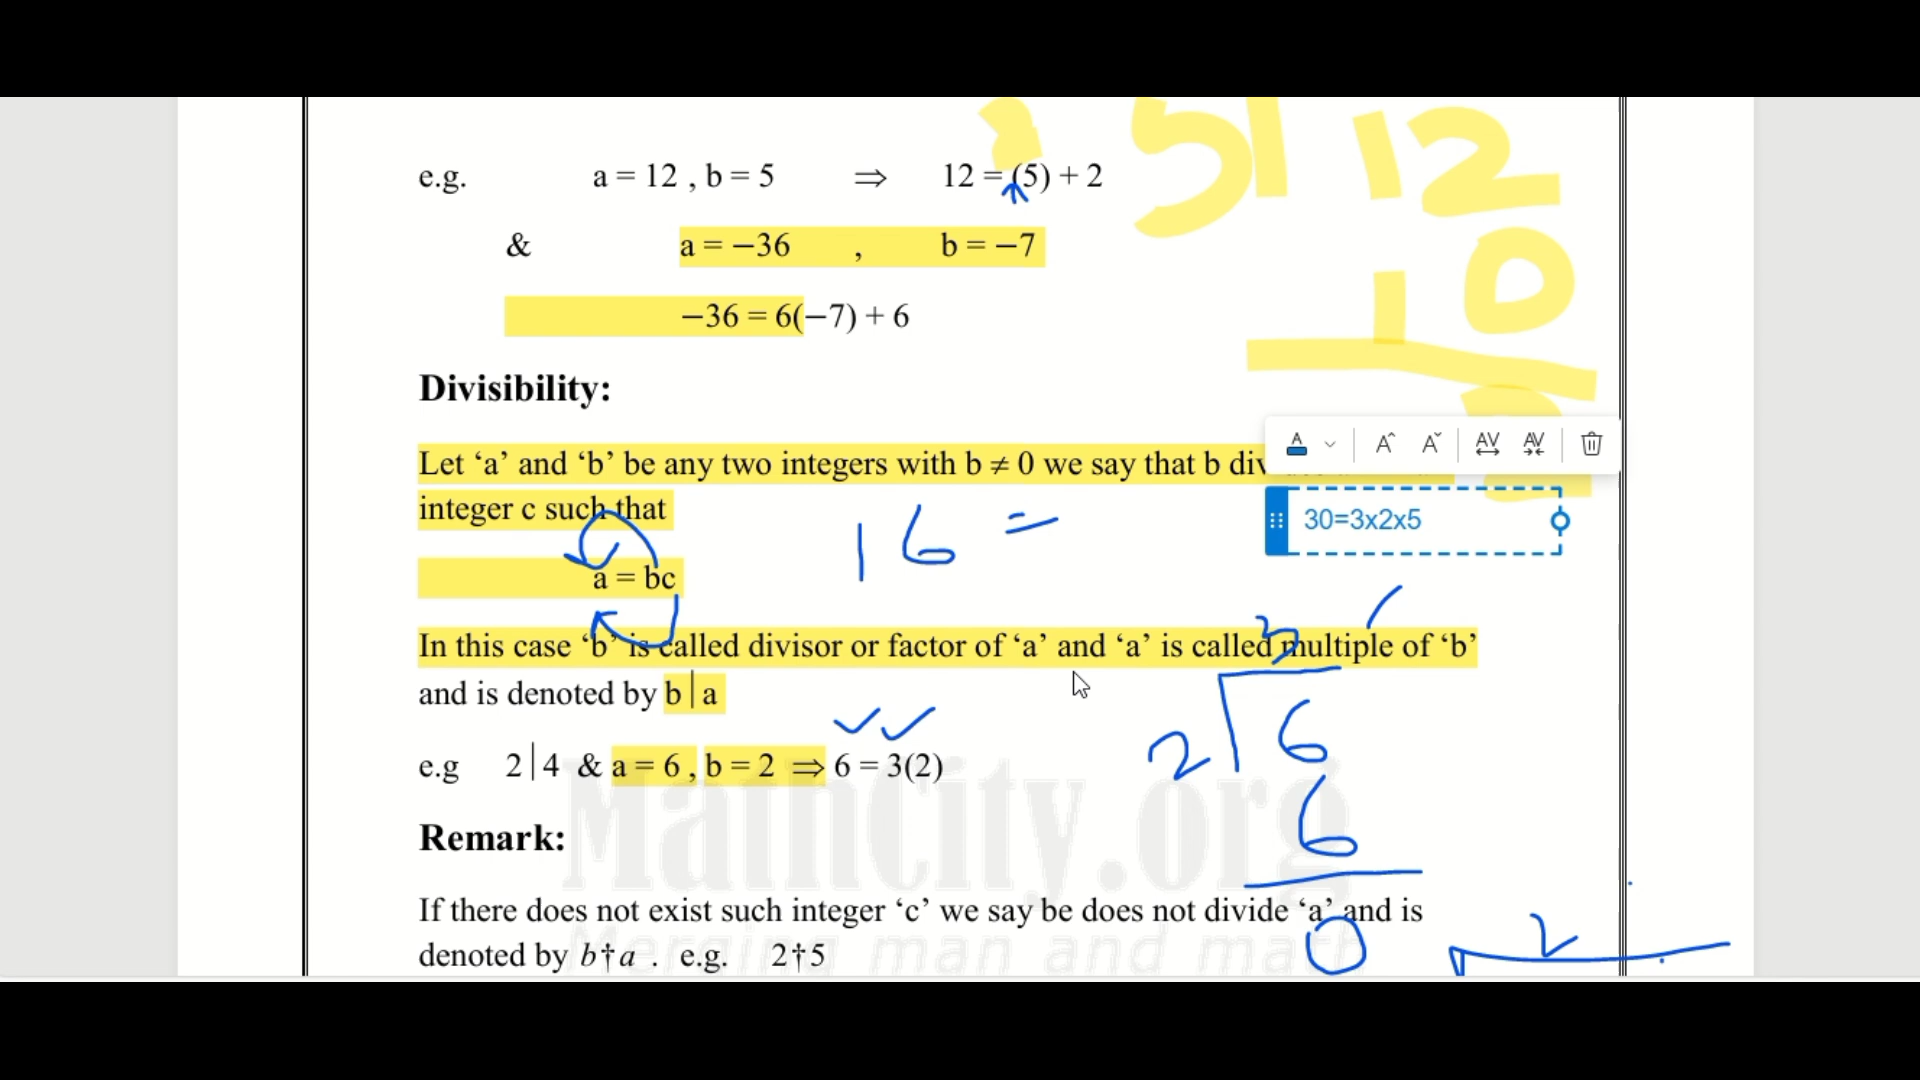 5 12
e.g. a = 12 , b = 5 ⇒ 12 = (5) + 2
& a = −36 , b = −7
10
−36 = 6(−7) + 6
Divisibility:
Let ‘a’ and ‘b’ be any two integers with b ≠ 0 we say that b
integer c such that
16 =
30=3x2x5
a = bc
In this case ‘b’ is called divisor or factor of ‘a’ and ‘a’ is called multiple of ‘b’
and is denoted by b|a
3
2 6
e.g 2|4 & a = 6 , b = 2 ⇒ 6 = 3(2)
6
Remark:
If there does not exist such integer ‘c’ we say be does not divide ‘a’ and is
0
denoted by b†a . e.g. 2†5
MathCity.org
Merging man and math